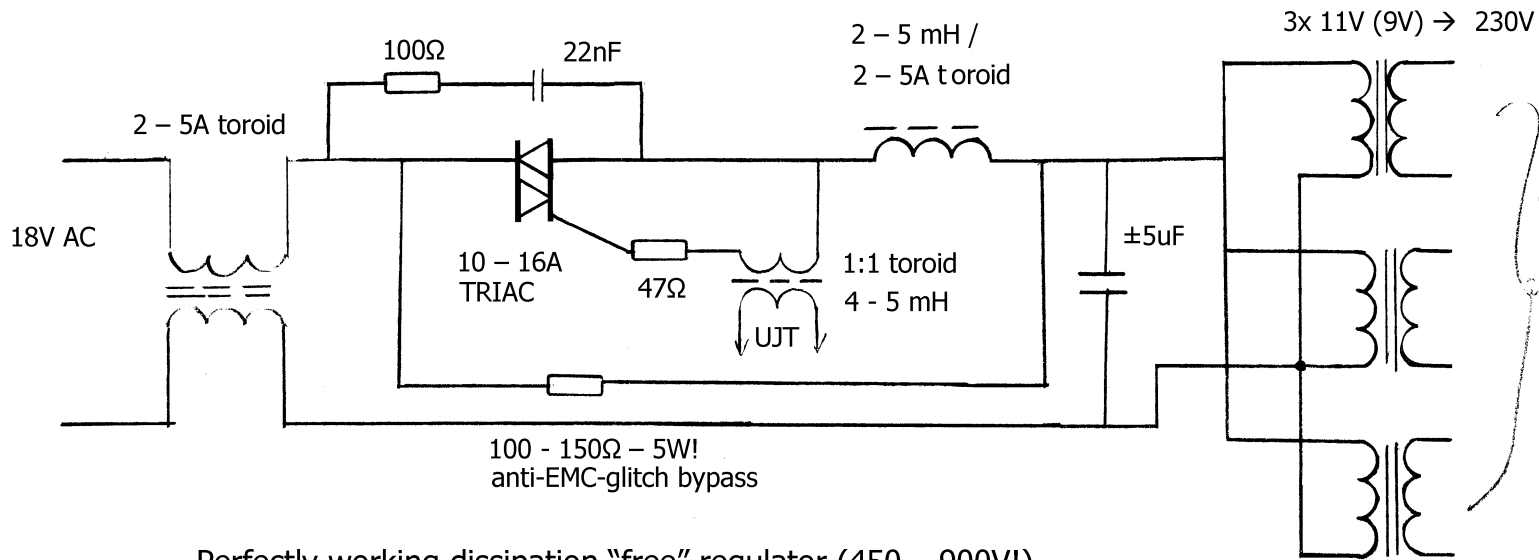 3x 11V (9V) → 230V
2 – 5 mH /
2 – 5A toroid
100Ω
22nF
2 – 5A toroid
18V AC
±5uF
10 – 16A
TRIAC
47Ω
1:1 toroid
4 - 5 mH
UJT
100 - 150Ω – 5W!
anti-EMC-glitch bypass
Perfectly working dissipation “free” regulator (450 – 900V!)